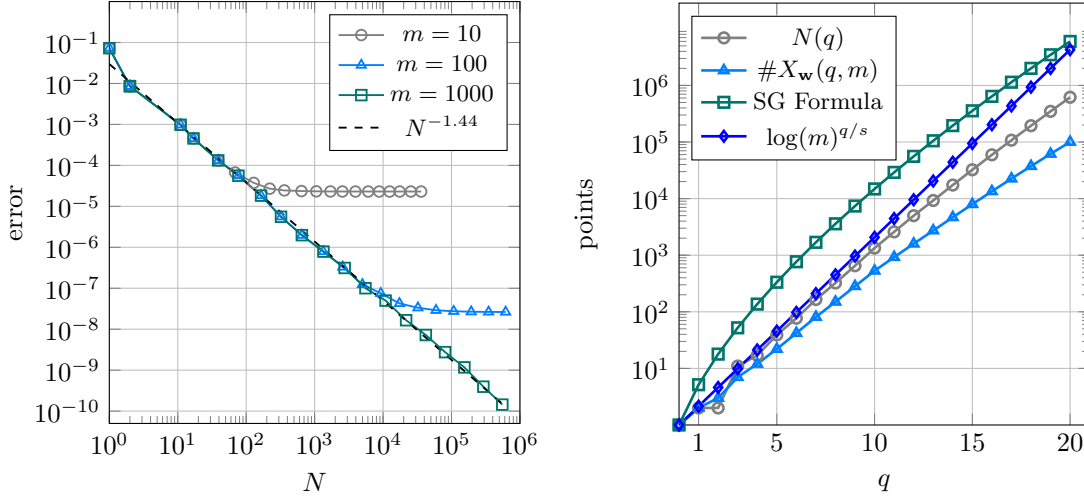 error
10^{-1}
10^{-2}
10^{-3}
10^{-4}
10^{-5}
10^{-6}
10^{-7}
10^{-8}
10^{-9}
10^{-10}
10^0 10^1 10^2 10^3 10^4 10^5 10^6
N
m = 10
m = 100
m = 1000
N^{-1.44}
points
10^6
10^5
10^4
10^3
10^2
10^1
1 5 10 15 20
q
N(q)
#X_w(q, m)
SG Formula
log(m)^{q/s}